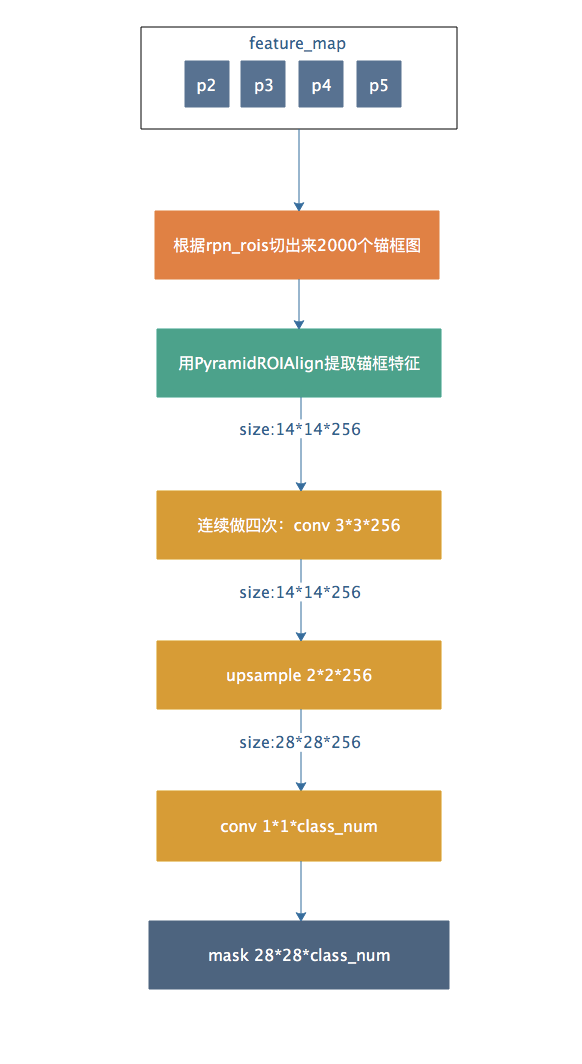 feature_map
p2 p3 p4 p5
根据rpn_rois切出来2000个锚框图
用PyramidROIAlign提取锚框特征
size:14*14*256
连续做四次：conv 3*3*256
size:14*14*256
upsample 2*2*256
size:28*28*256
conv 1*1*class_num
mask 28*28*class_num